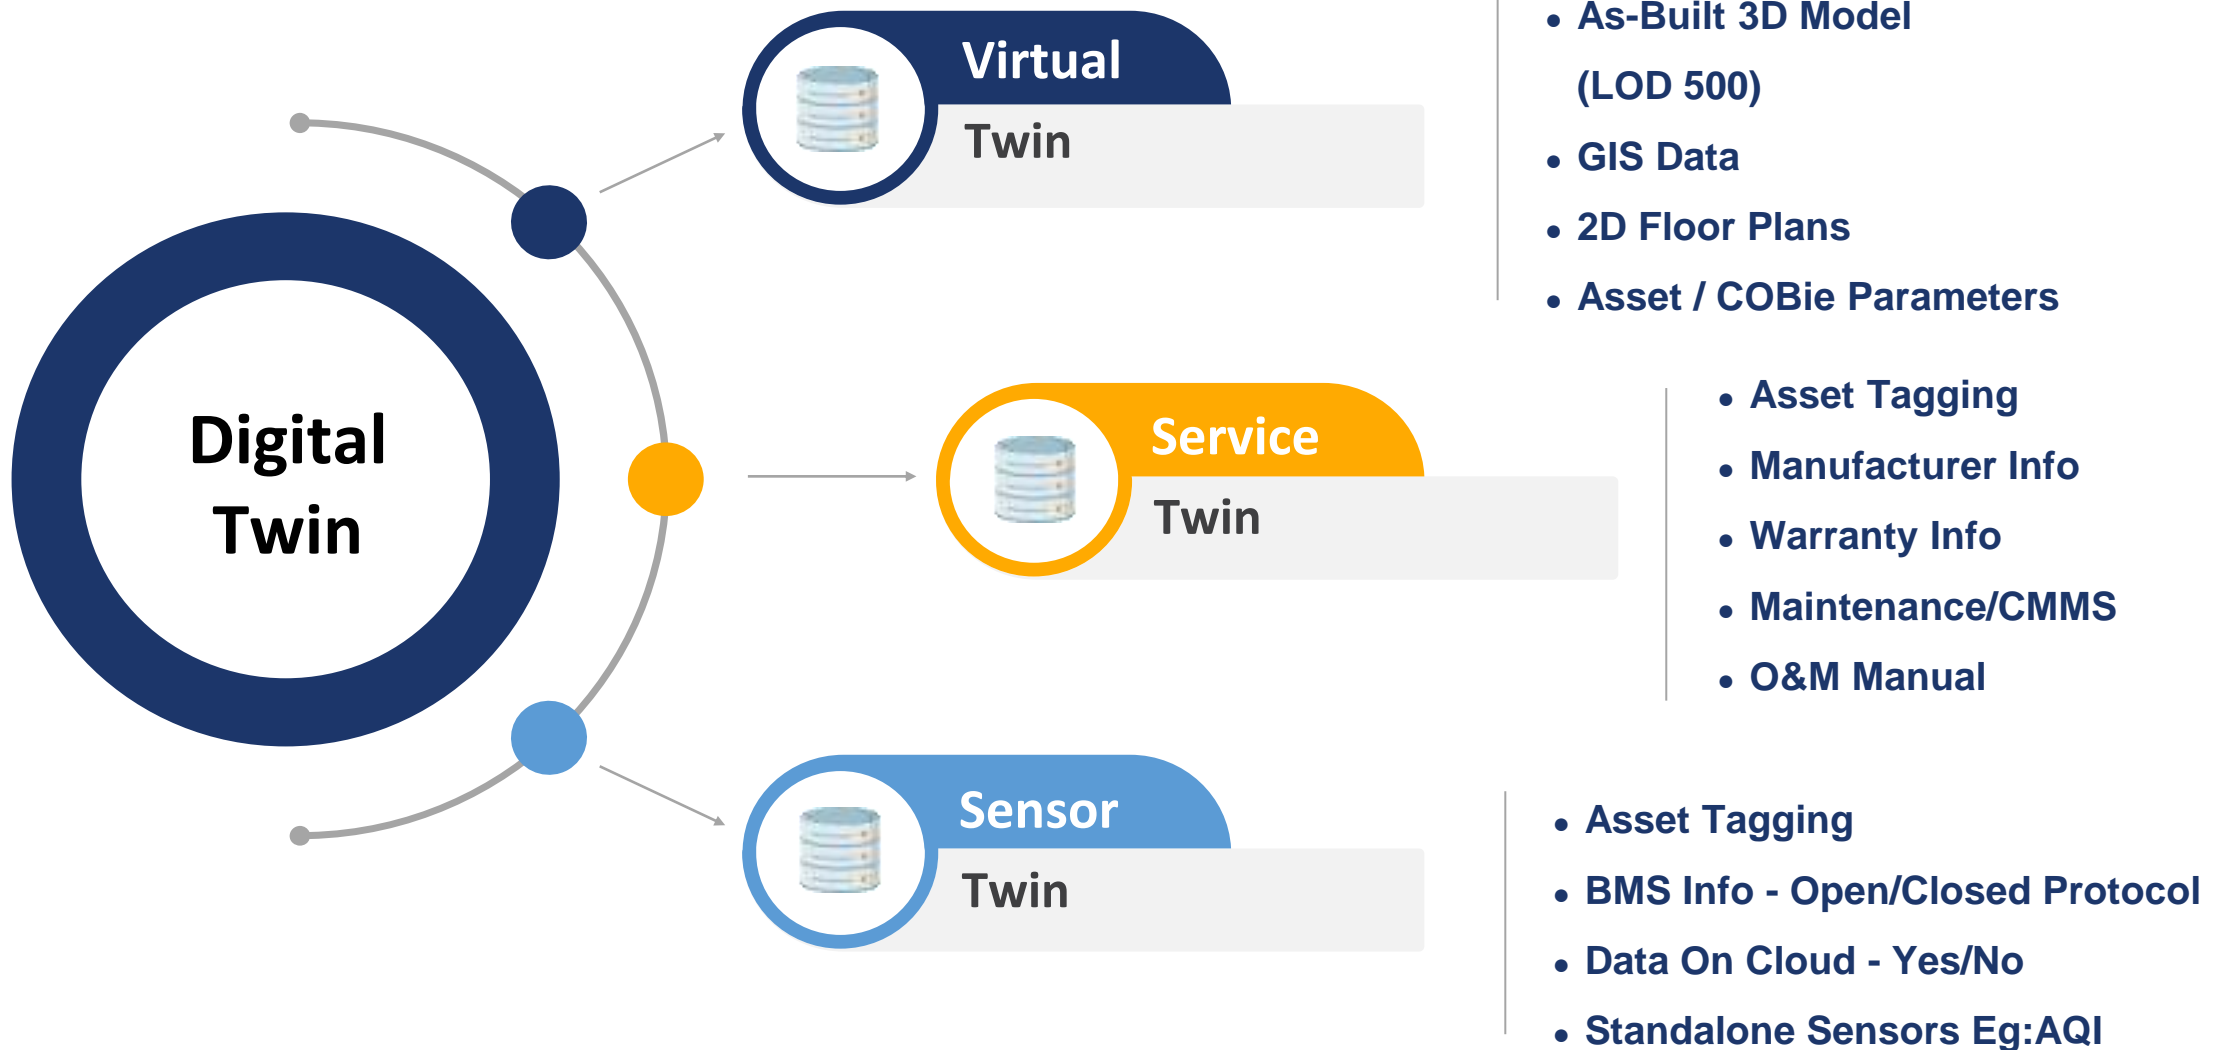 Digital
Twin
Virtual
Twin
• As-Built 3D Model
(LOD 500)
• GIS Data
• 2D Floor Plans
• Asset / COBie Parameters
Service
Twin
• Asset Tagging
• Manufacturer Info
• Warranty Info
• Maintenance/CMMS
• O&M Manual
Sensor
Twin
• Asset Tagging
• BMS Info - Open/Closed Protocol
• Data On Cloud - Yes/No
• Standalone Sensors Eg:AQI